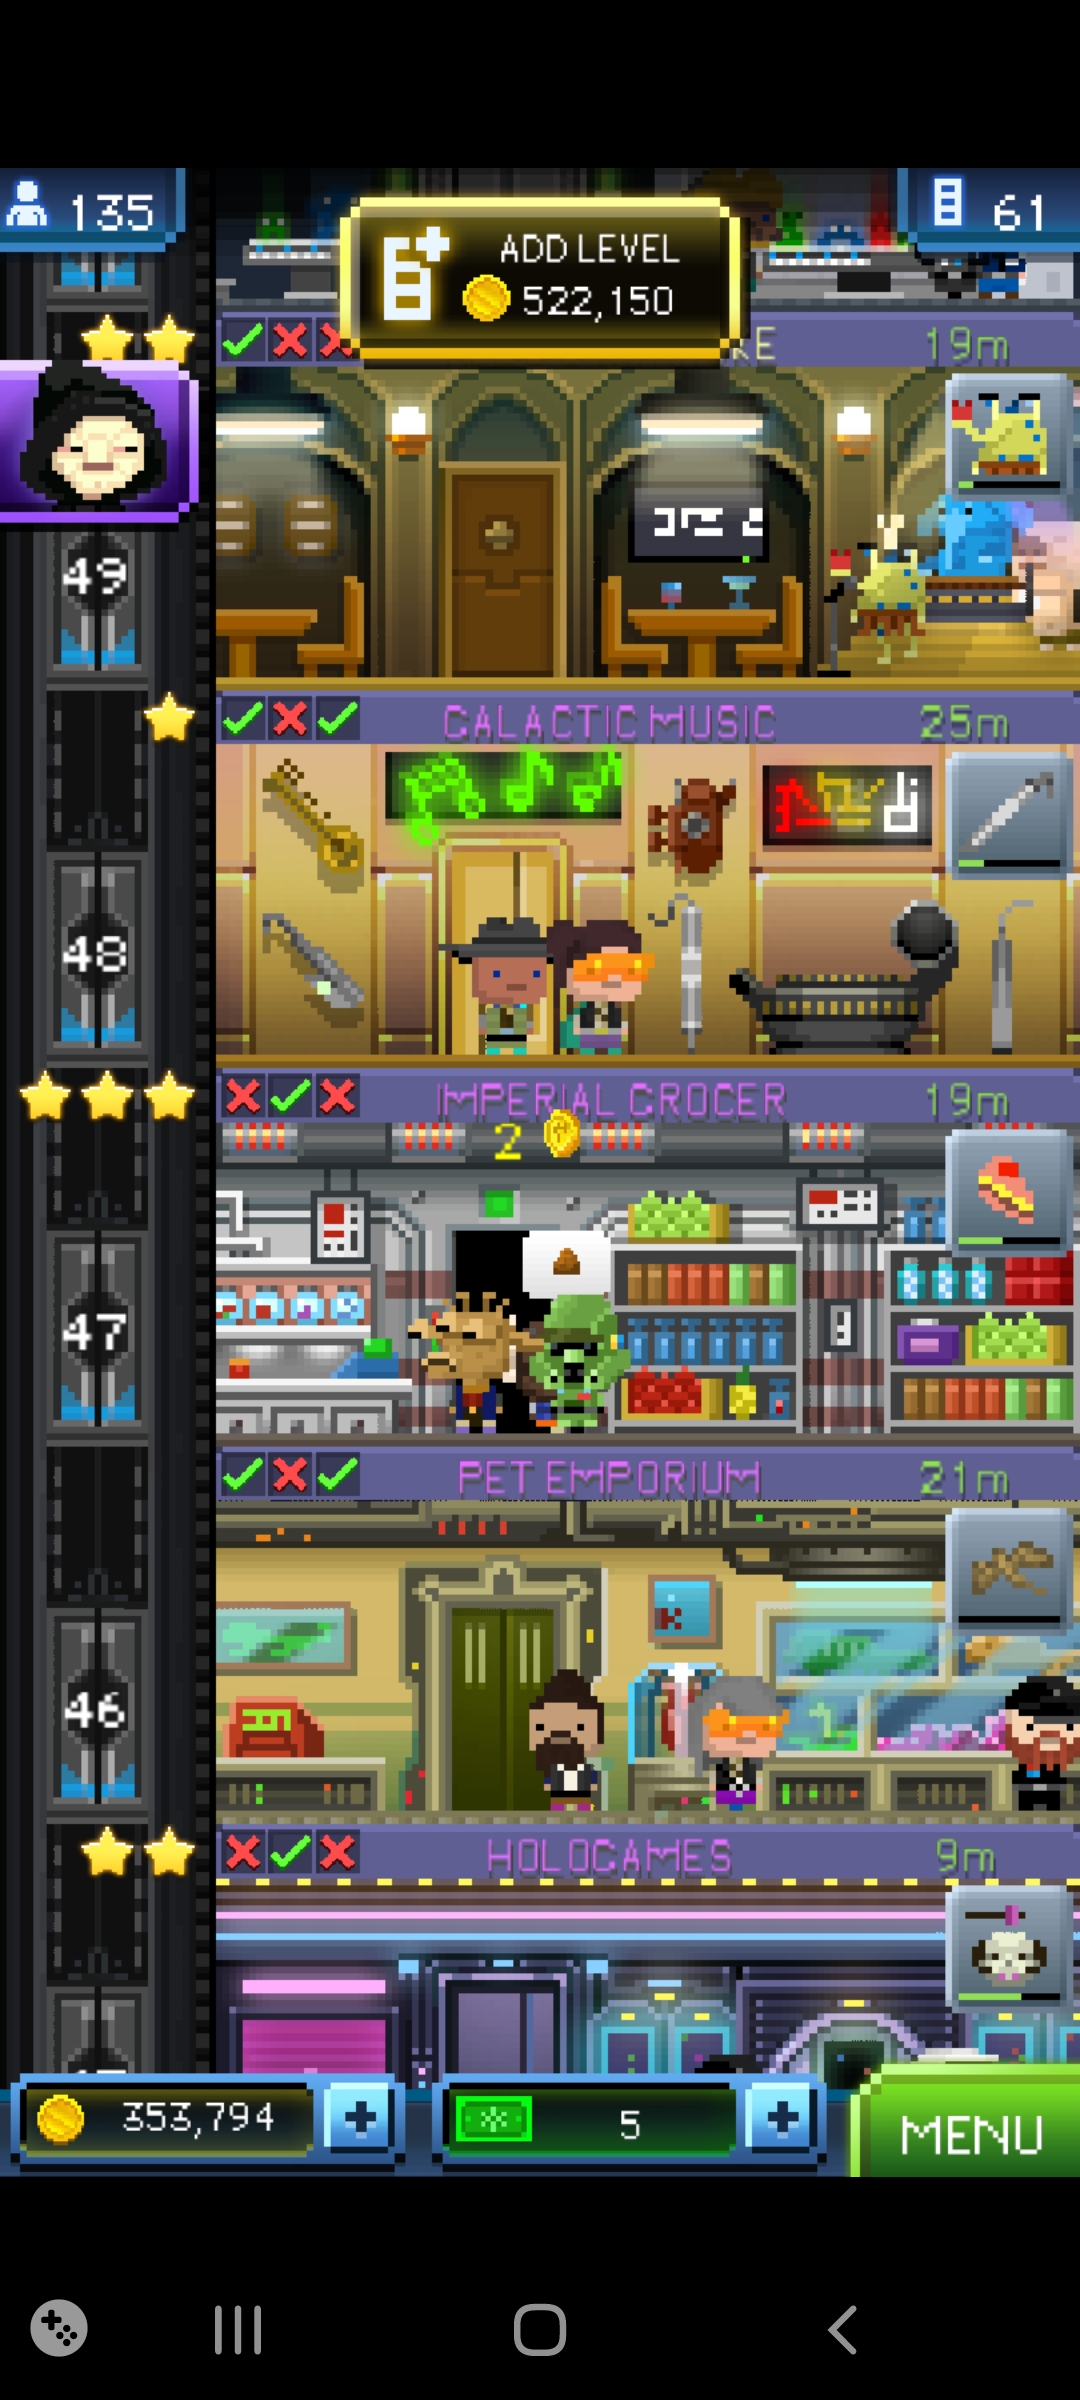 135
61
ADD LEVEL
522,150
KE 19m
49
GALACTIC MUSIC 25m
48
IMPERIAL GROCER 19m
2
47
PET EMPORIUM 21m
46
HOLOGAMES 9m
353,794
5
MENU